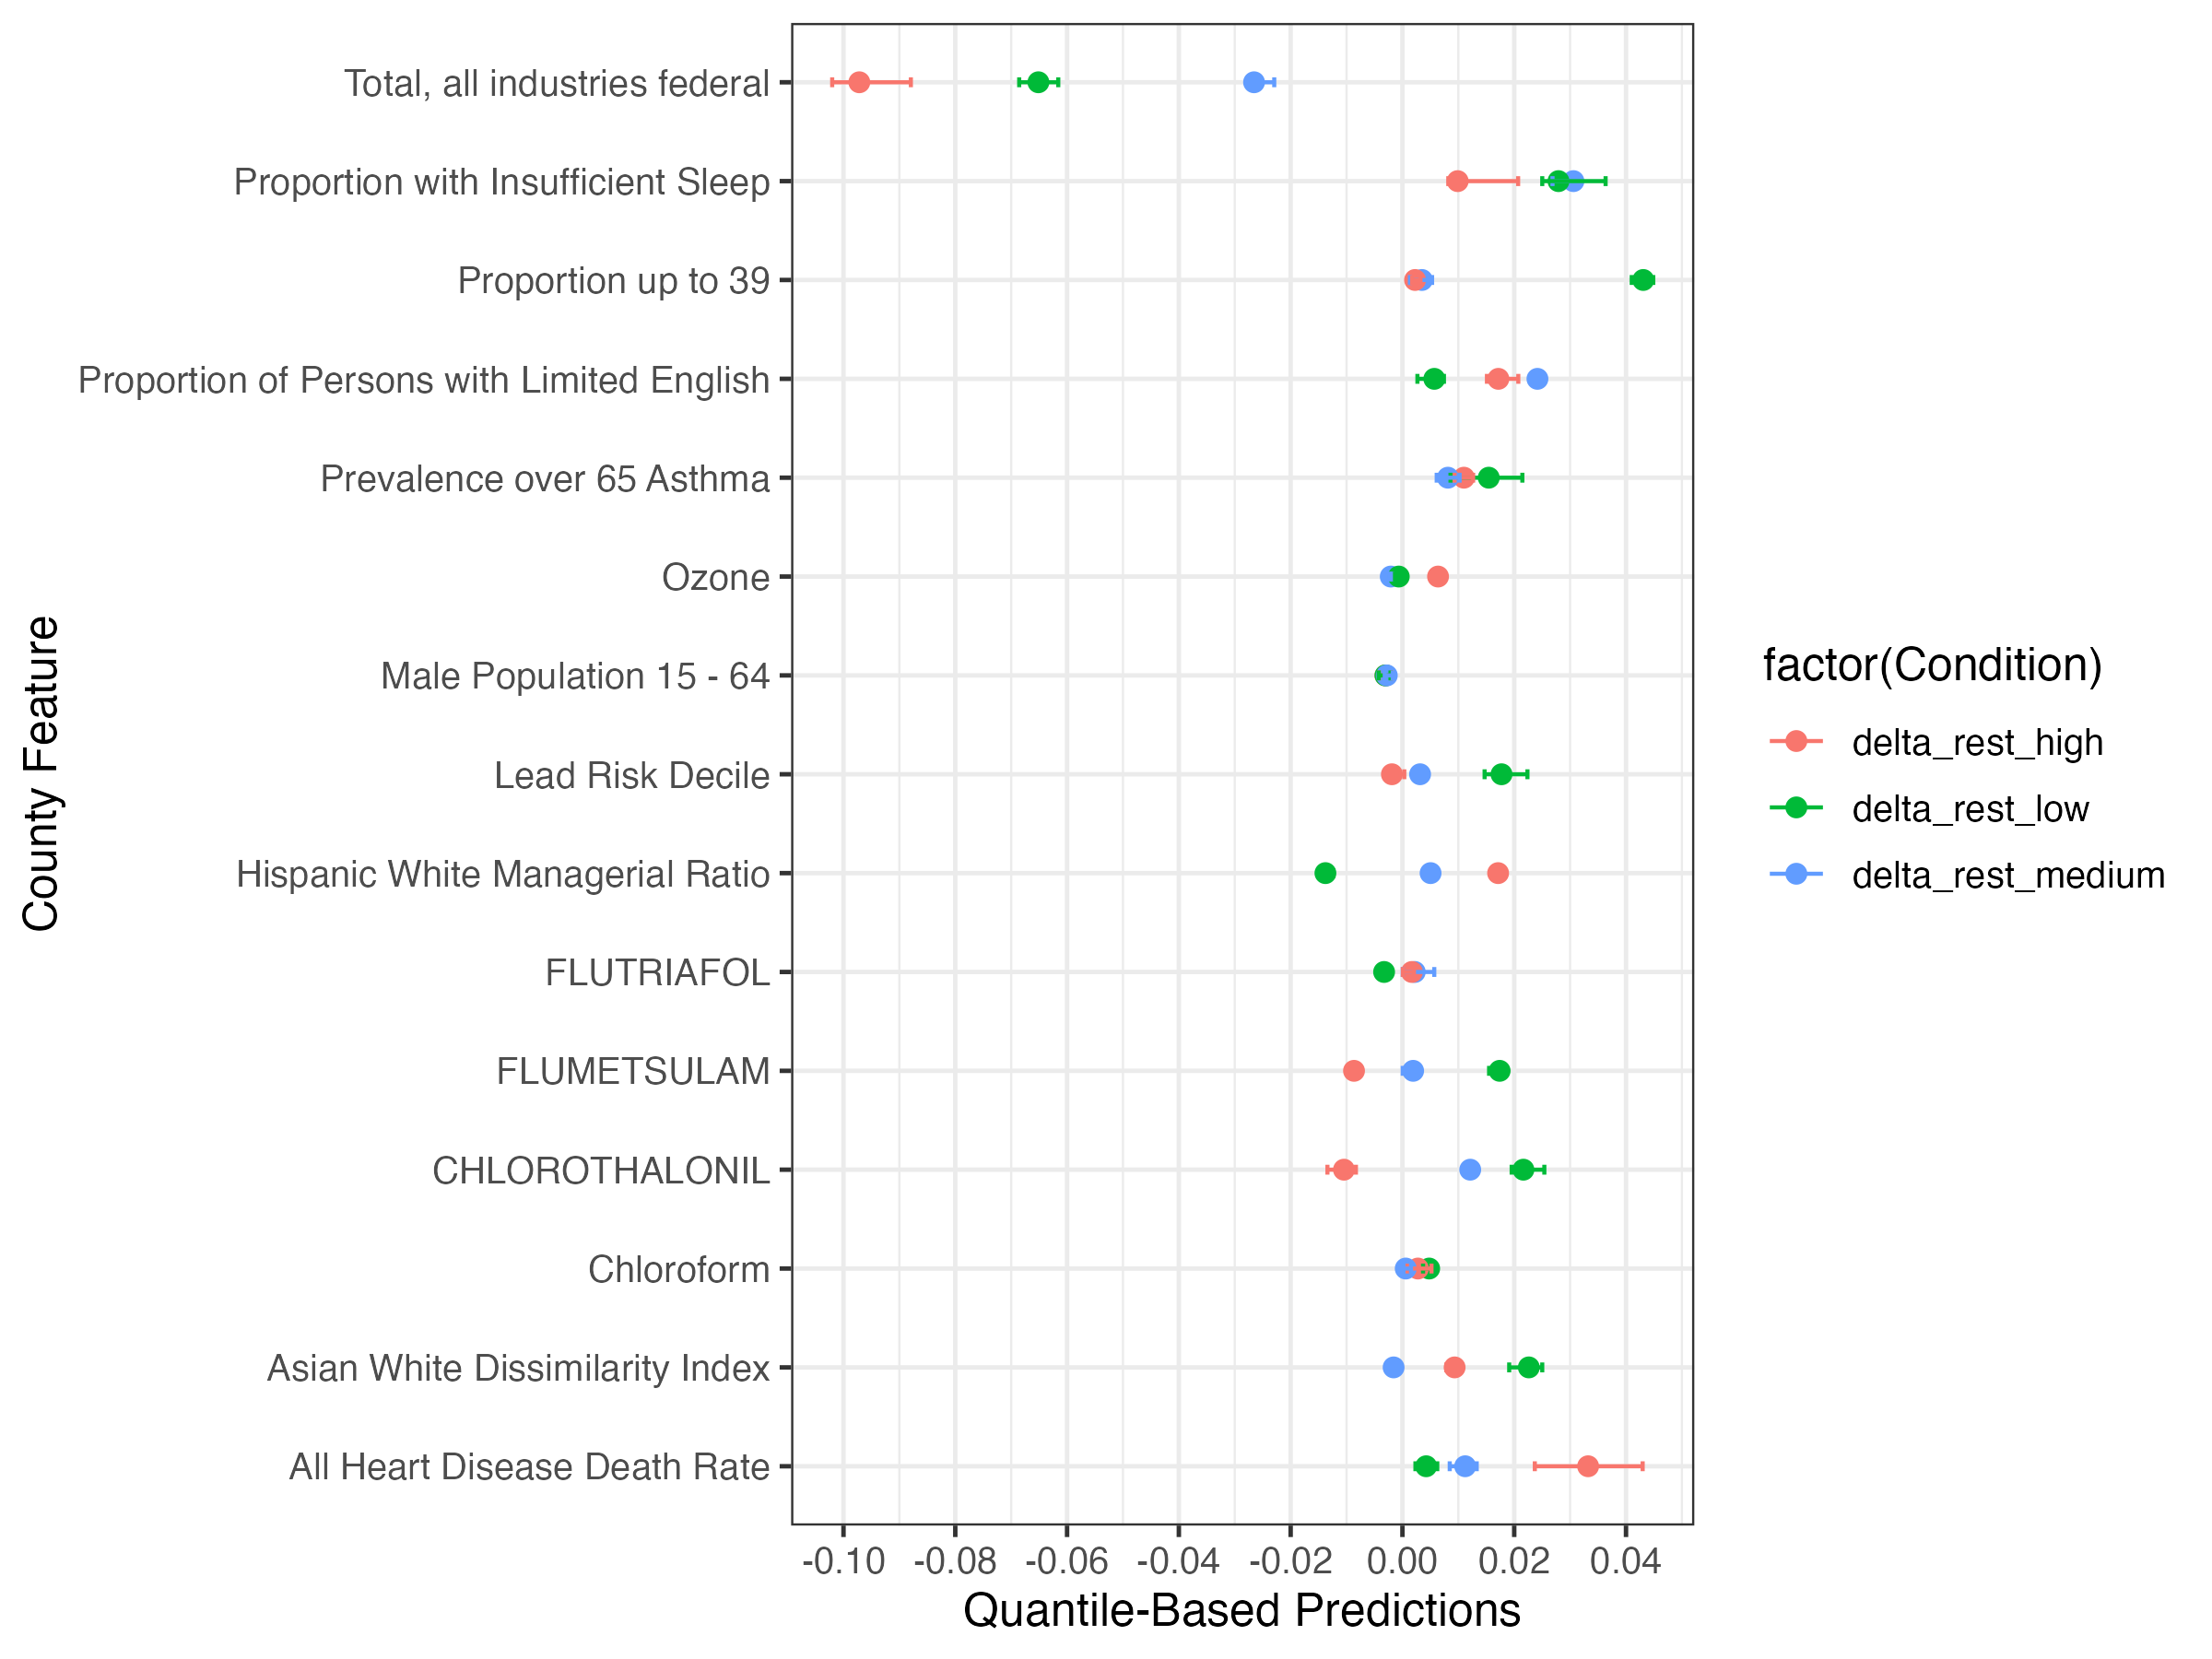 Total, all industries federal
Proportion with Insufficient Sleep
Proportion up to 39
Proportion of Persons with Limited English
Prevalence over 65 Asthma
Ozone
Male Population 15 - 64
Lead Risk Decile
Hispanic White Managerial Ratio
FLUTRIAFOL
FLUMETSULAM
CHLOROTHALONIL
Chloroform
Asian White Dissimilarity Index
All Heart Disease Death Rate
County Feature
-0.10 -0.08 -0.06 -0.04 -0.02 0.00 0.02 0.04
Quantile-Based Predictions
factor(Condition)
delta_rest_high
delta_rest_low
delta_rest_medium